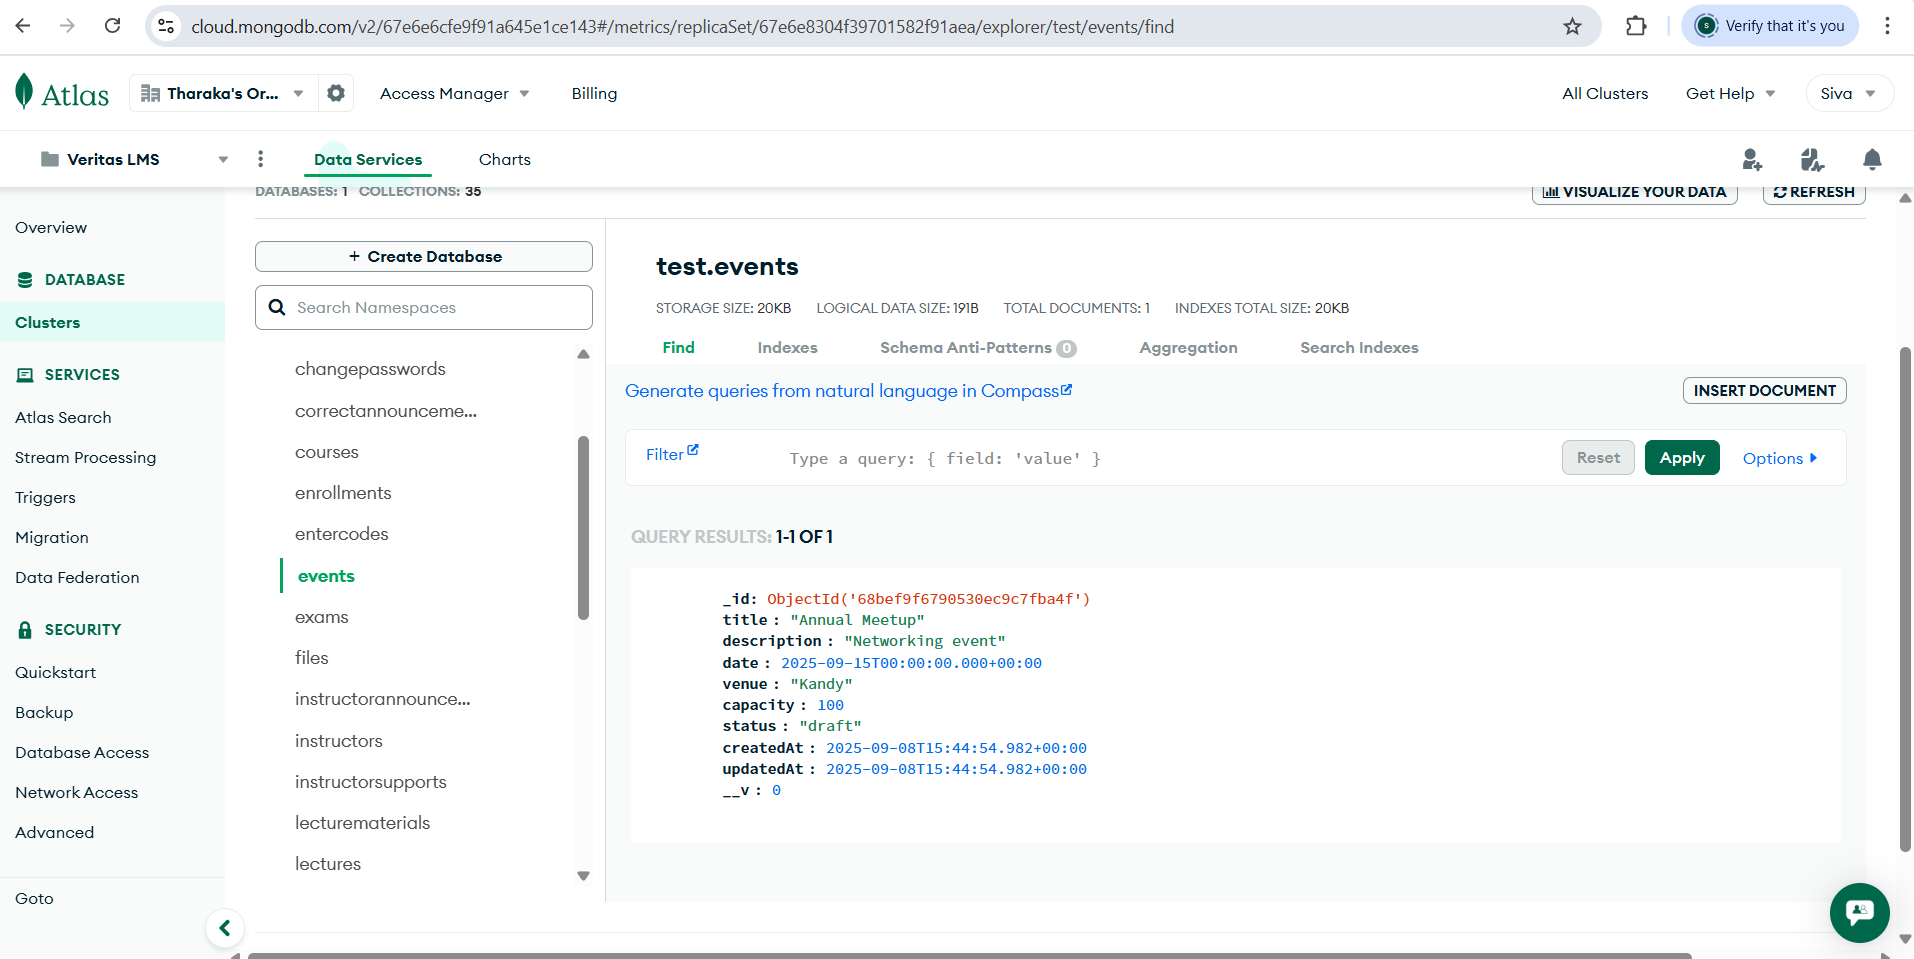 cloud.mongodb.com/v2/67e6e6cfe9f91a645e1ce143#/metrics/replicaSet/67e6e8304f39701582f91aea/explorer/test/events/find
S Verify that it's you
Atlas
Tharaka's Or...
Access Manager
Billing
All Clusters
Get Help
Siva
Veritas LMS
Data Services
Charts
DATABASES: 1 COLLECTIONS: 35
VISUALIZE YOUR DATA
REFRESH
Overview
DATABASE
Clusters
SERVICES
Atlas Search
Stream Processing
Triggers
Migration
Data Federation
SECURITY
Quickstart
Backup
Database Access
Network Access
Advanced
Goto
+ Create Database
Search Namespaces
changepasswords
correctannounceme...
courses
enrollments
entercodes
events
exams
files
instructorannounce...
instructors
instructorsupports
lecturematerials
lectures
test.events
STORAGE SIZE: 20KB LOGICAL DATA SIZE: 191B TOTAL DOCUMENTS: 1 INDEXES TOTAL SIZE: 20KB
Find Indexes Schema Anti-Patterns 0 Aggregation Search Indexes
Generate queries from natural language in Compass
INSERT DOCUMENT
Filter
Type a query: { field: 'value' }
Reset
Apply
Options
QUERY RESULTS: 1-1 OF 1
_id: ObjectId('68bef9f6790530ec9c7fba4f')
title : "Annual Meetup"
description : "Networking event"
date : 2025-09-15T00:00:00.000+00:00
venue : "Kandy"
capacity : 100
status : "draft"
createdAt : 2025-09-08T15:44:54.982+00:00
updatedAt : 2025-09-08T15:44:54.982+00:00
__v : 0